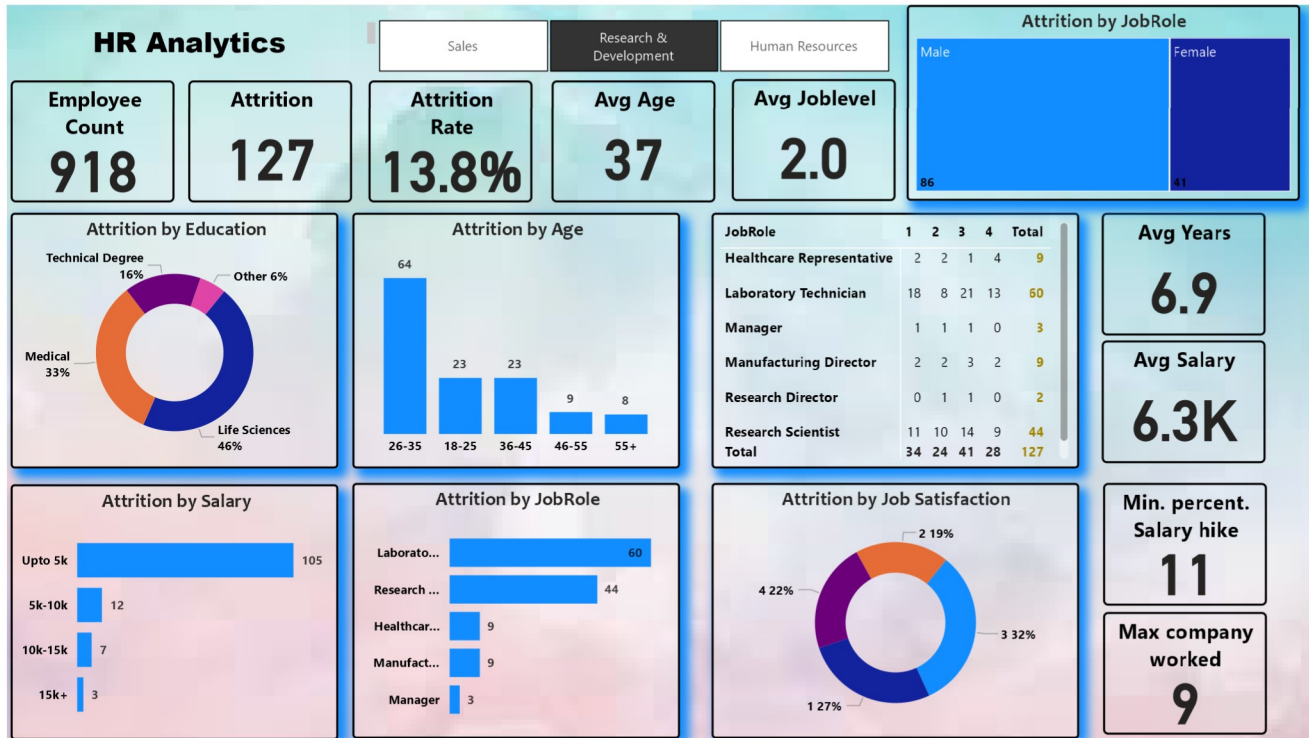 HR Analytics
Sales
Research &
Development
Human Resources
Attrition by JobRole
Male
Female
86
41
Employee
Count
918
Attrition
127
Attrition
Rate
13.8%
Avg Age
37
Avg Joblevel
2.0
Attrition by Education
Technical Degree
16%
Other 6%
Medical
33%
Life Sciences
46%
Attrition by Age
64
23
23
9
8
26-35 18-25 36-45 46-55 55+
JobRole 1 2 3 4 Total
Healthcare Representative 2 2 1 4 9
Laboratory Technician 18 8 21 13 60
Manager 1 1 1 0 3
Manufacturing Director 2 2 3 2 9
Research Director 0 1 1 0 2
Research Scientist 11 10 14 9 44
Total 34 24 41 28 127
Avg Years
6.9
Avg Salary
6.3K
Attrition by Salary
Upto 5k 105
5k-10k 12
10k-15k 7
15k+ 3
Attrition by JobRole
Laborato... 60
Research ... 44
Healthcar... 9
Manufact... 9
Manager 3
Attrition by Job Satisfaction
2 19%
4 22%
3 32%
1 27%
Min. percent.
Salary hike
11
Max company
worked
9